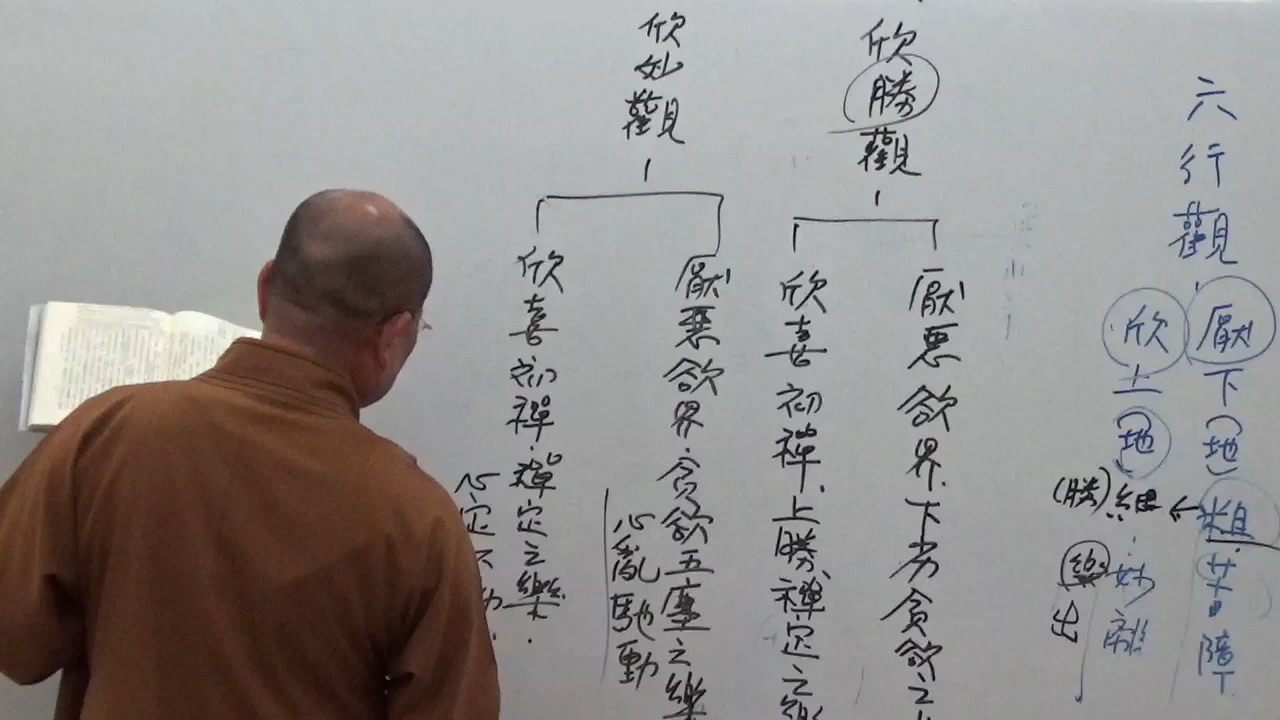 六行觀
厭下(地)粗苦障
欣上(地)細妙離
(勝)
樂出
欣勝觀
厭惡欲界、下劣貪欲之
欣喜初禪、上勝禪定之樂
欣妙觀
厭惡欲界、貪欲五塵之樂
心亂馳動
欣喜初禪、禪定之樂.
心定不動.